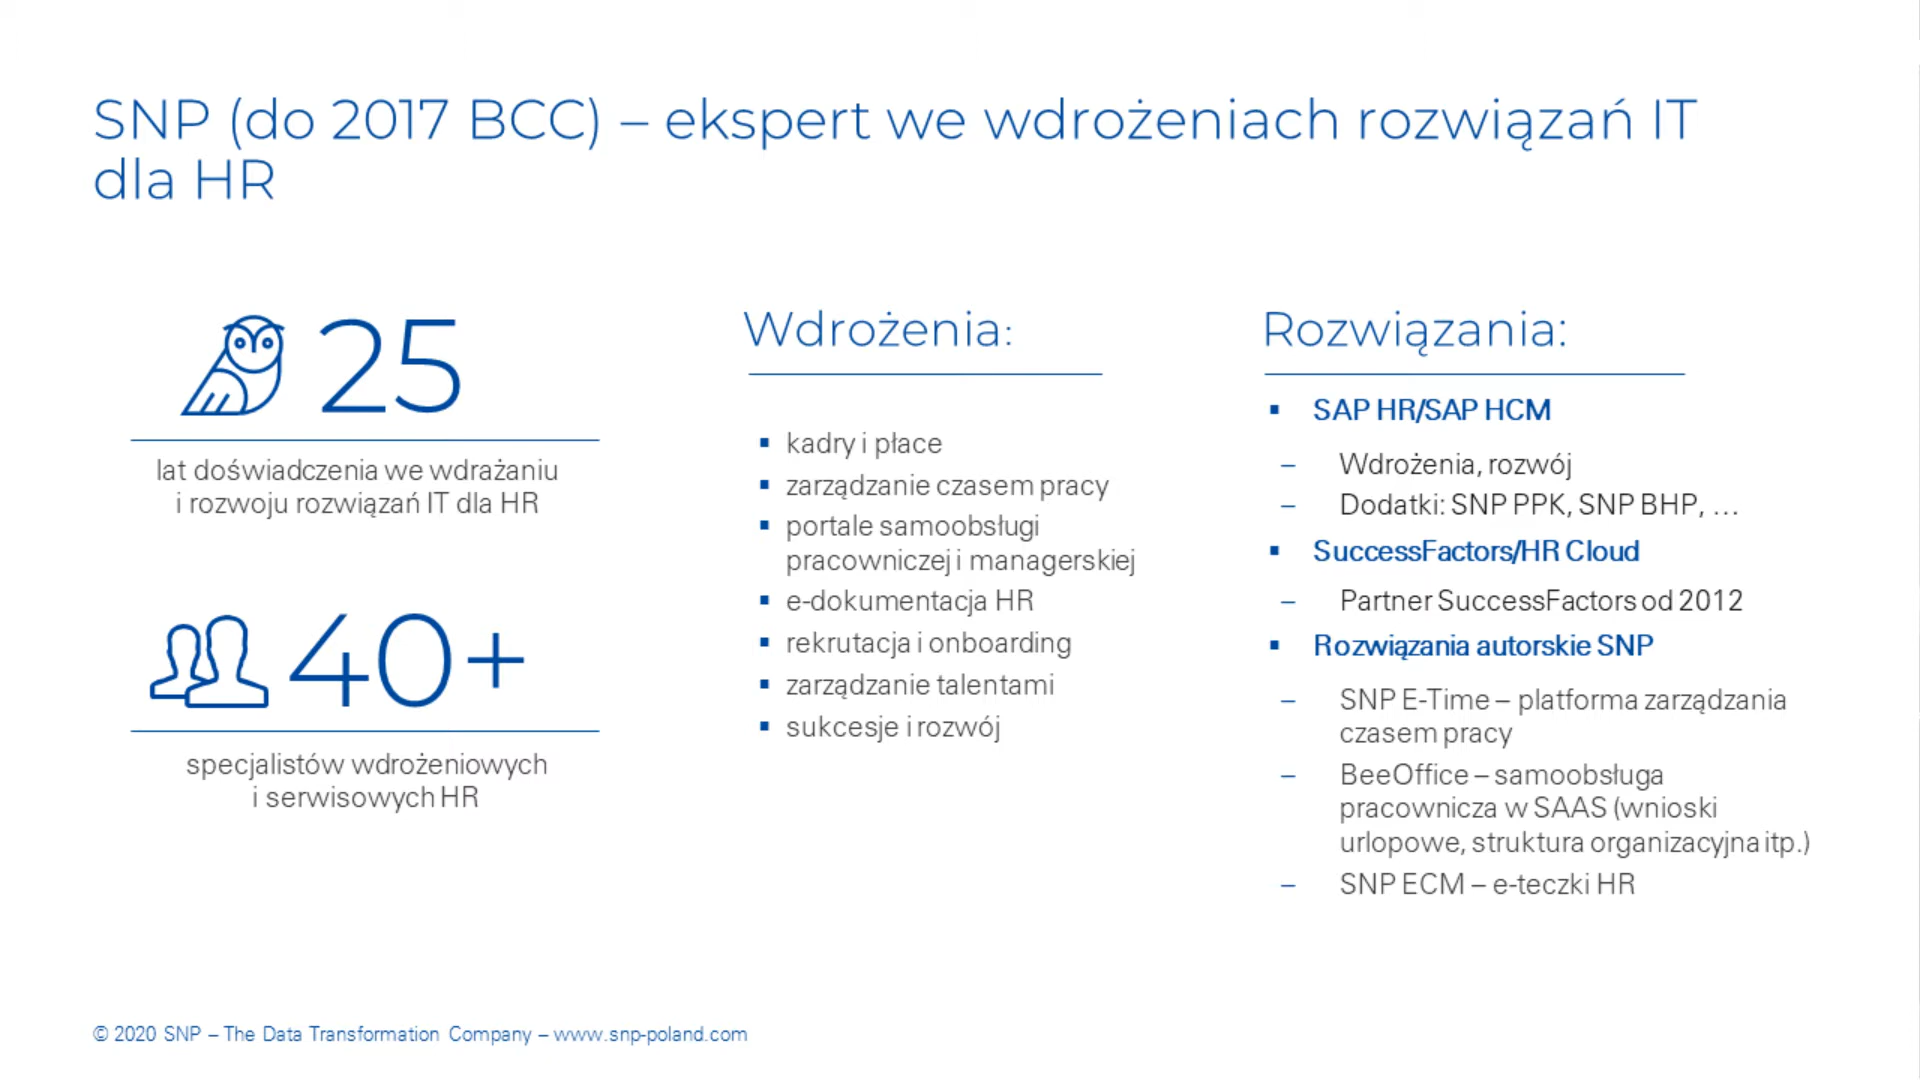 SNP (do 2017 BCC) – ekspert we wdrożeniach rozwiązań IT
dla HR
25
lat doświadczenia we wdrażaniu
i rozwoju rozwiązań IT dla HR
40+
specjalistów wdrożeniowych
i serwisowych HR
Wdrożenia:
▪ kadry i płace
▪ zarządzanie czasem pracy
▪ portale samoobsługi
pracowniczej i managerskiej
▪ e-dokumentacja HR
▪ rekrutacja i onboarding
▪ zarządzanie talentami
▪ sukcesje i rozwój
Rozwiązania:
▪ SAP HR/SAP HCM
– Wdrożenia, rozwój
– Dodatki: SNP PPK, SNP BHP, …
▪ SuccessFactors/HR Cloud
– Partner SuccessFactors od 2012
▪ Rozwiązania autorskie SNP
– SNP E-Time – platforma zarządzania
czasem pracy
– BeeOffice – samoobsługa
pracownicza w SAAS (wnioski
urlopowe, struktura organizacyjna itp.)
– SNP ECM – e-teczki HR
© 2020 SNP – The Data Transformation Company – www.snp-poland.com